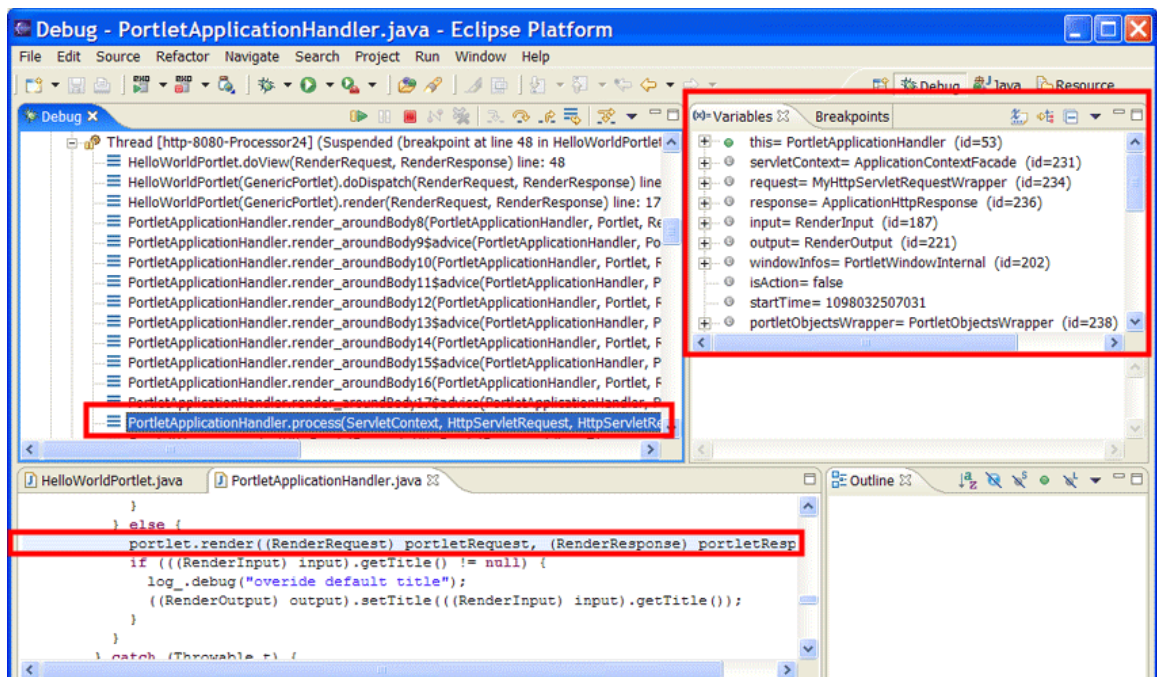 Debug - PortletApplicationHandler.java - Eclipse Platform
File Edit Source Refactor Navigate Search Project Run Window Help
Debug Java Resource
Debug
Thread [http-8080-Processor24] (Suspended (breakpoint at line 48 in HelloWorldPortlet
HelloWorldPortlet.doView(RenderRequest, RenderResponse) line: 48
HelloWorldPortlet(GenericPortlet).doDispatch(RenderRequest, RenderResponse) line
HelloWorldPortlet(GenericPortlet).render(RenderRequest, RenderResponse) line: 17
PortletApplicationHandler.render_aroundBody8(PortletApplicationHandler, Portlet, Re
PortletApplicationHandler.render_aroundBody9$advice(PortletApplicationHandler, Po
PortletApplicationHandler.render_aroundBody10(PortletApplicationHandler, Portlet, F
PortletApplicationHandler.render_aroundBody11$advice(PortletApplicationHandler, P
PortletApplicationHandler.render_aroundBody12(PortletApplicationHandler, Portlet, F
PortletApplicationHandler.render_aroundBody13$advice(PortletApplicationHandler, P
PortletApplicationHandler.render_aroundBody14(PortletApplicationHandler, Portlet, F
PortletApplicationHandler.render_aroundBody15$advice(PortletApplicationHandler, P
PortletApplicationHandler.render_aroundBody16(PortletApplicationHandler, Portlet, F
PortletApplicationHandler.render_aroundBody17$advice(PortletApplicationHandler, P
PortletApplicationHandler.process(ServletContext, HttpServletRequest, HttpServletRe
(x)= Variables Breakpoints
this= PortletApplicationHandler (id=53)
servletContext= ApplicationContextFacade (id=231)
request= MyHttpServletRequestWrapper (id=234)
response= ApplicationHttpResponse (id=236)
input= RenderInput (id=187)
output= RenderOutput (id=221)
windowInfos= PortletWindowInternal (id=202)
isAction= false
startTime= 1098032507031
portletObjectsWrapper= PortletObjectsWrapper (id=238)
HelloWorldPortlet.java PortletApplicationHandler.java
}
} else {
portlet.render((RenderRequest) portletRequest, (RenderResponse) portletResp
if (((RenderInput) input).getTitle() != null) {
log_.debug("overide default title");
((RenderOutput) output).setTitle(((RenderInput) input).getTitle());
}
}
} catch (Throwable t) {
Outline